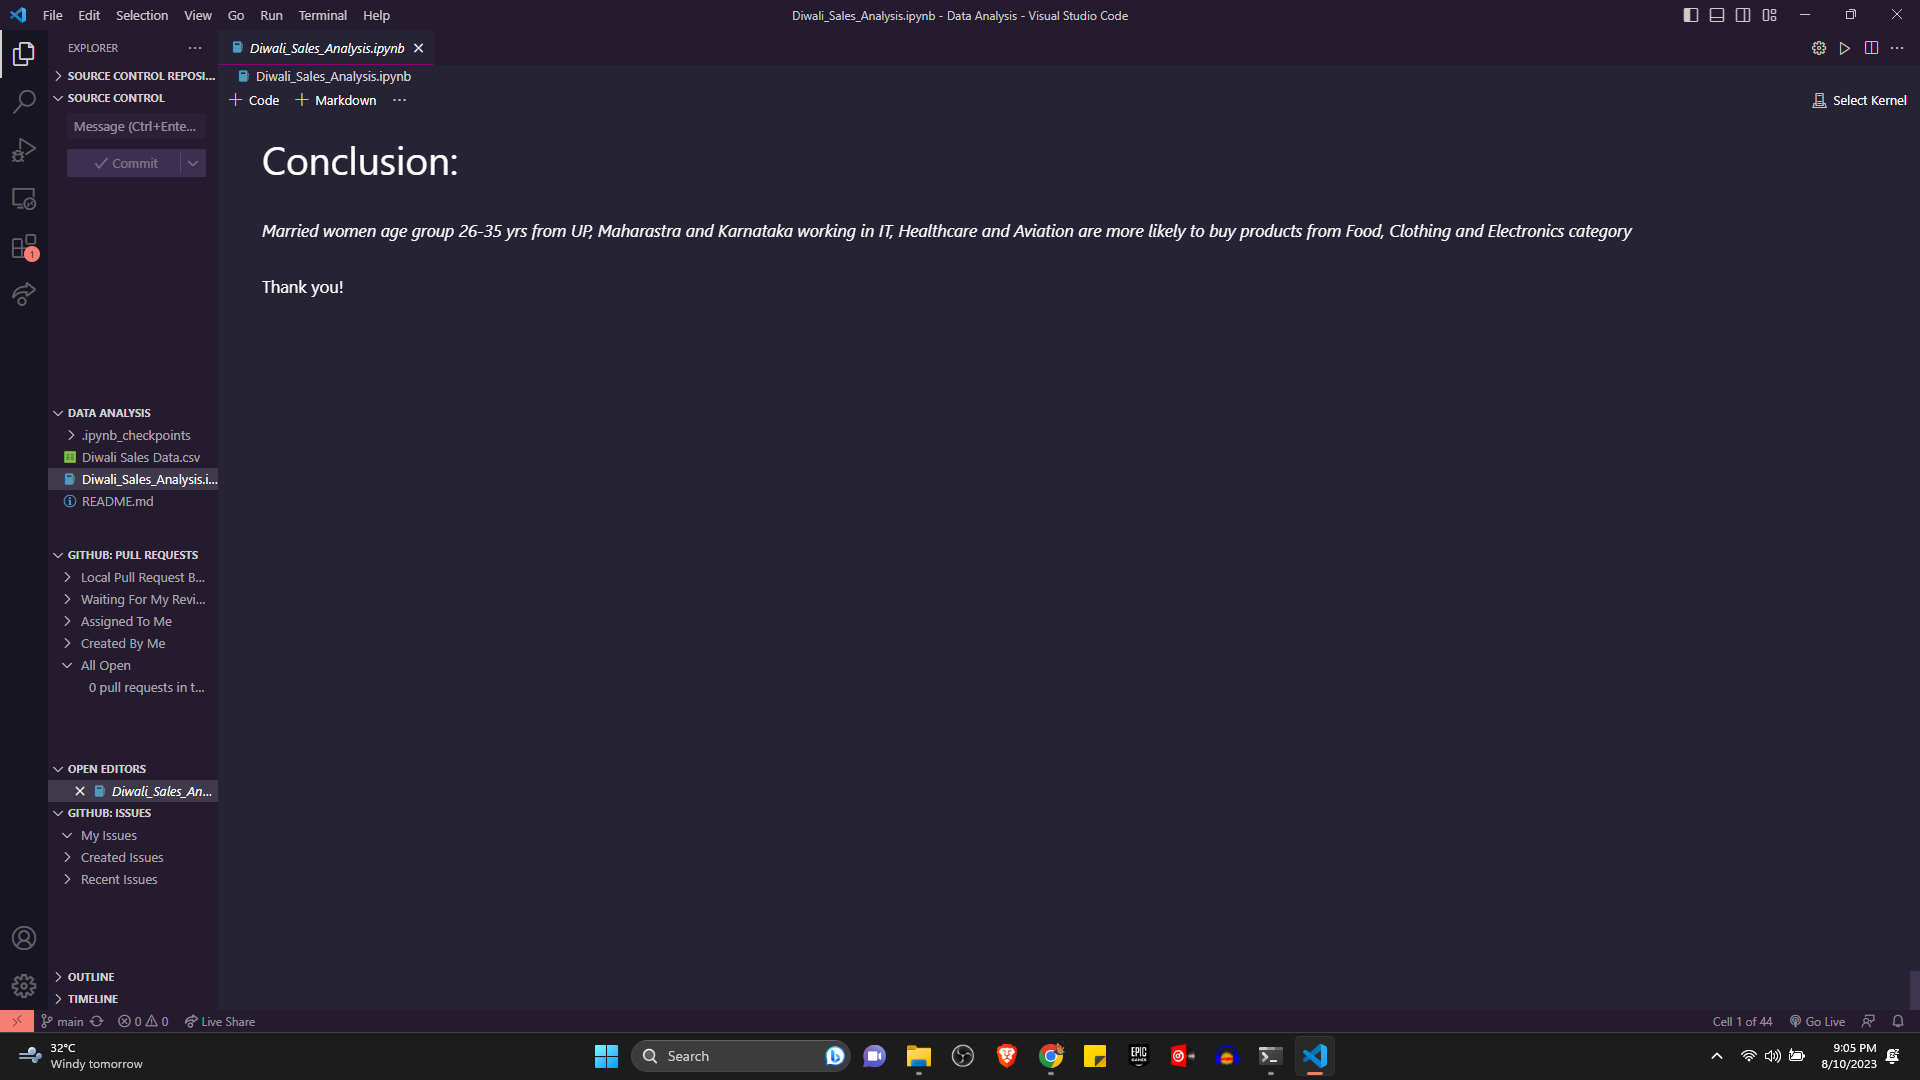 File Edit Selection View Go Run Terminal Help
Diwali_Sales_Analysis.ipynb - Data Analysis - Visual Studio Code
EXPLORER
SOURCE CONTROL REPOSI...
SOURCE CONTROL
Message (Ctrl+Ente...
Commit
DATA ANALYSIS
.ipynb_checkpoints
Diwali Sales Data.csv
Diwali_Sales_Analysis.i...
README.md
GITHUB: PULL REQUESTS
Local Pull Request B...
Waiting For My Revi...
Assigned To Me
Created By Me
All Open
0 pull requests in t...
OPEN EDITORS
Diwali_Sales_An...
GITHUB: ISSUES
My Issues
Created Issues
Recent Issues
OUTLINE
TIMELINE
1
Diwali_Sales_Analysis.ipynb
Diwali_Sales_Analysis.ipynb
Code Markdown ...
Select Kernel
Conclusion:
Married women age group 26-35 yrs from UP, Maharastra and Karnataka working in IT, Healthcare and Aviation are more likely to buy products from Food, Clothing and Electronics category
Thank you!
main 0 0 Live Share
Cell 1 of 44 Go Live
32°C
Windy tomorrow
Search
EPIC GAMES
9:05 PM
8/10/2023